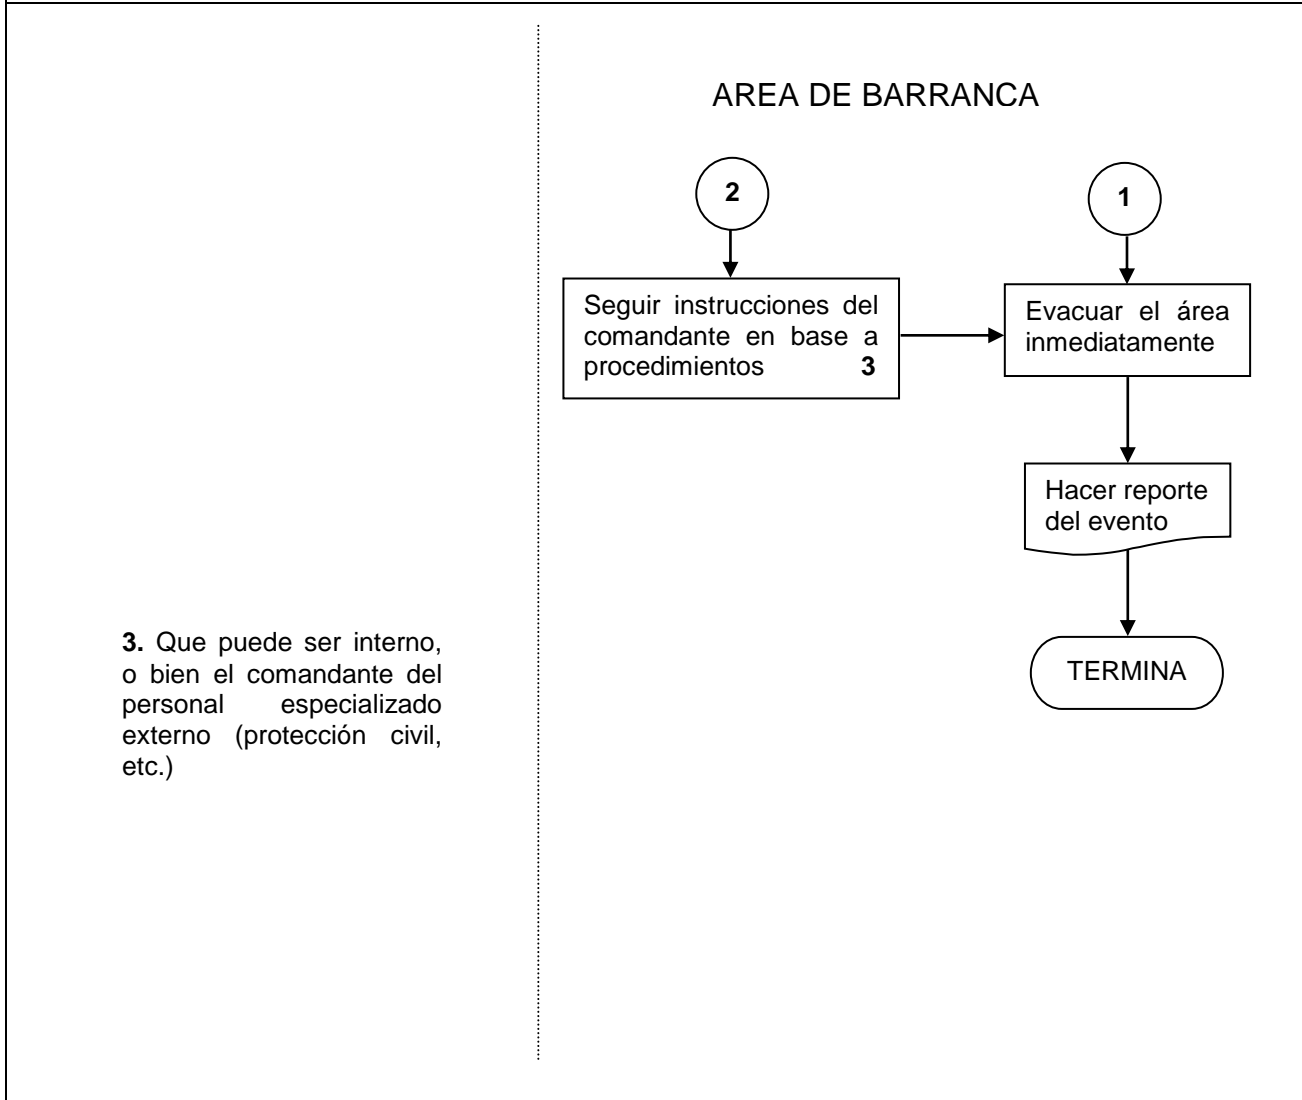 AREA DE BARRANCA
2
1
Seguir instrucciones del
comandante en base a
procedimientos 3
Evacuar el área
inmediatamente
Hacer reporte
del evento
TERMINA
3. Que puede ser interno,
o bien el comandante del
personal especializado
externo (protección civil,
etc.)